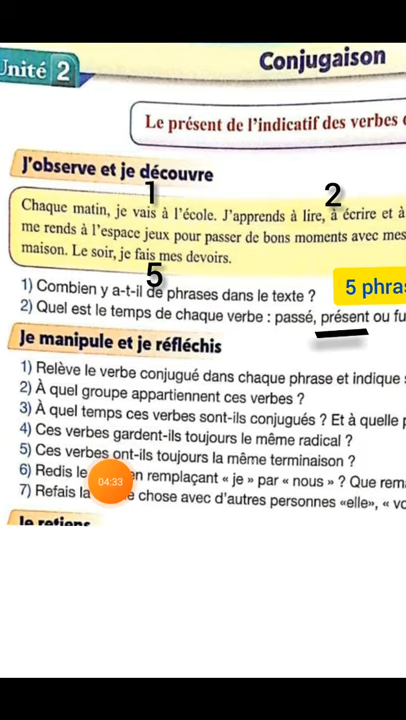 Unité 2
Conjugaison
Le présent de l'indicatif des verbes
J'observe et je découvre
1
2
Chaque matin, je vais à l'école. J'apprends à lire, à écrire et à
me rends à l'espace jeux pour passer de bons moments avec mes
maison. Le soir, je fais mes devoirs.
5
1) Combien y a-t-il de phrases dans le texte ?
5 phras
2) Quel est le temps de chaque verbe : passé, présent ou fu
Je manipule et je réfléchis
1) Relève le verbe conjugué dans chaque phrase et indique
2) À quel groupe appartiennent ces verbes ?
3) À quel temps ces verbes sont-ils conjugués ? Et à quelle
4) Ces verbes gardent-ils toujours le même radical ?
5) Ces verbes ont-ils toujours la même terminaison ?
6) Redis le en remplaçant « je » par « nous » ? Que rem
04:33
7) Refais la chose avec d'autres personnes «elle», « vo
Je retiens